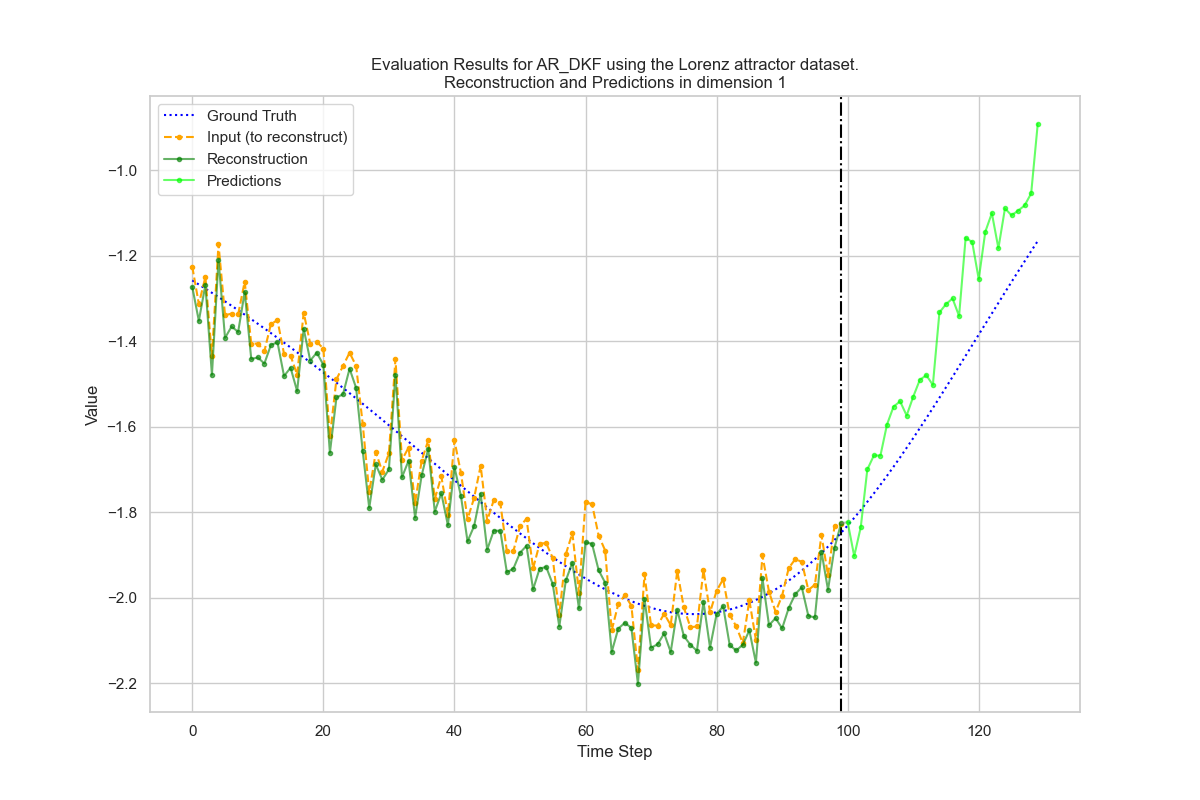 Evaluation Results for AR_DKF using the Lorenz attractor dataset.
Reconstruction and Predictions in dimension 1
Ground Truth
Input (to reconstruct)
Reconstruction
Predictions
−1.0
−1.2
−1.4
−1.6
−1.8
−2.0
−2.2
Value
0 20 40 60 80 100 120
Time Step